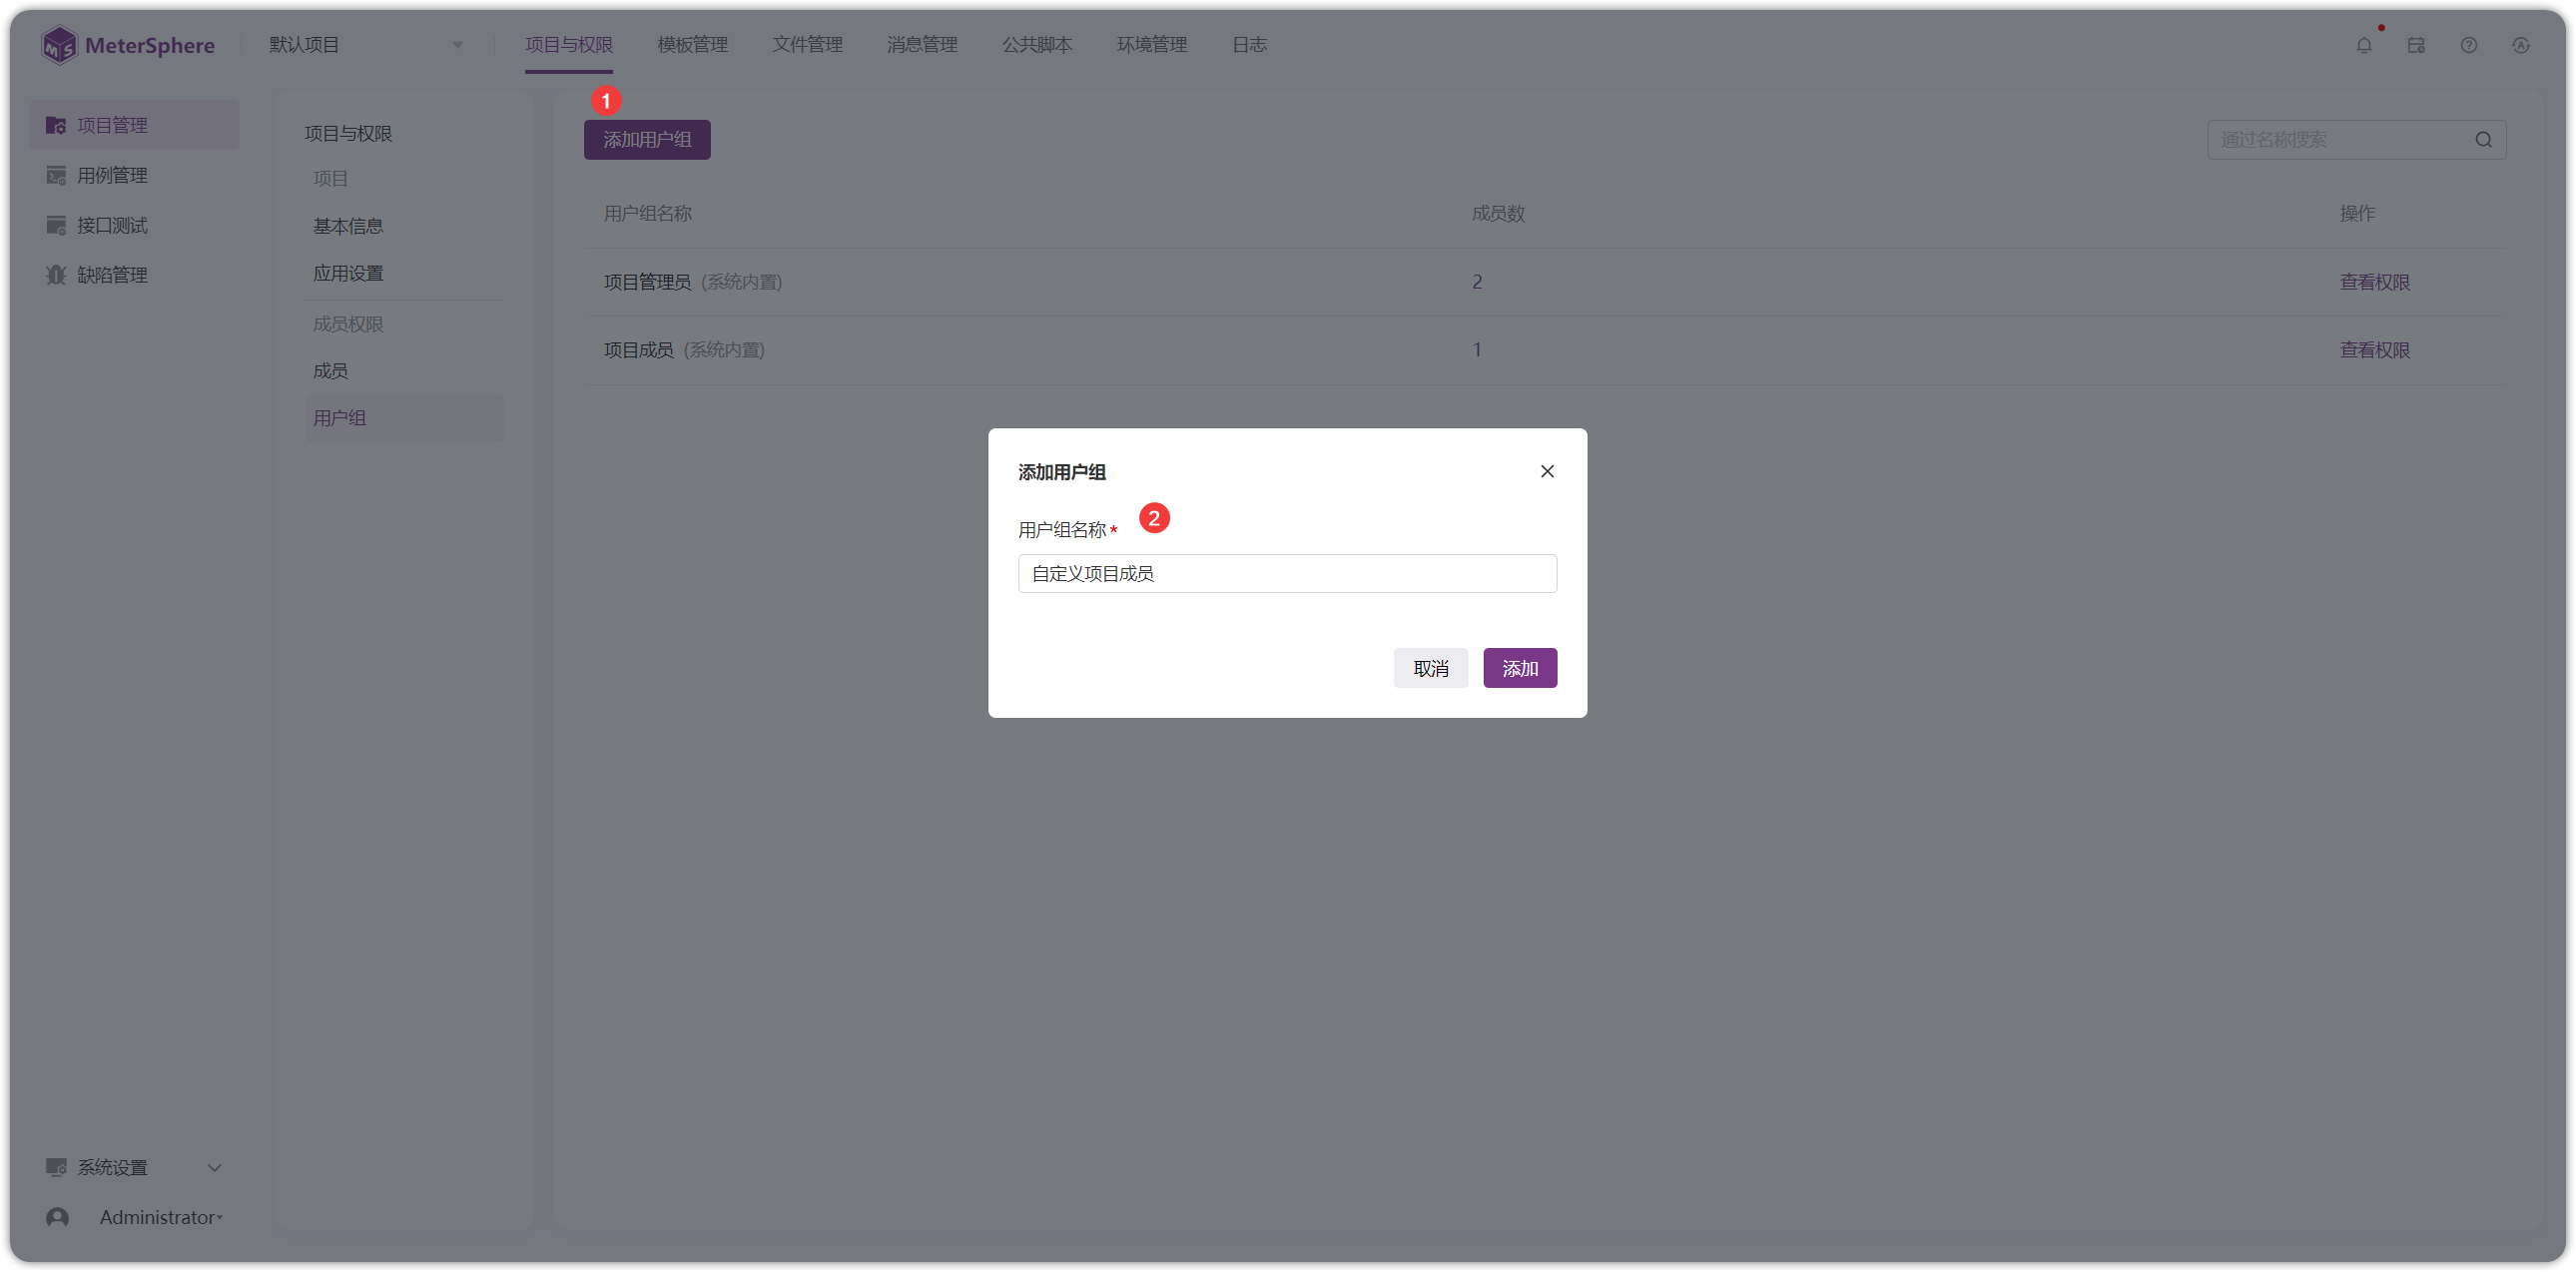 MeterSphere
默认项目
项目与权限
模板管理
文件管理
消息管理
公共脚本
环境管理
日志
项目管理
用例管理
接口测试
缺陷管理
系统设置
Administrator
项目与权限
项目
基本信息
应用设置
成员权限
成员
用户组
1
添加用户组
通过名称搜索
用户组名称 成员数 操作
项目管理员 (系统内置) 2 查看权限
项目成员 (系统内置) 1 查看权限
添加用户组
用户组名称* 2
自定义项目成员
取消 添加